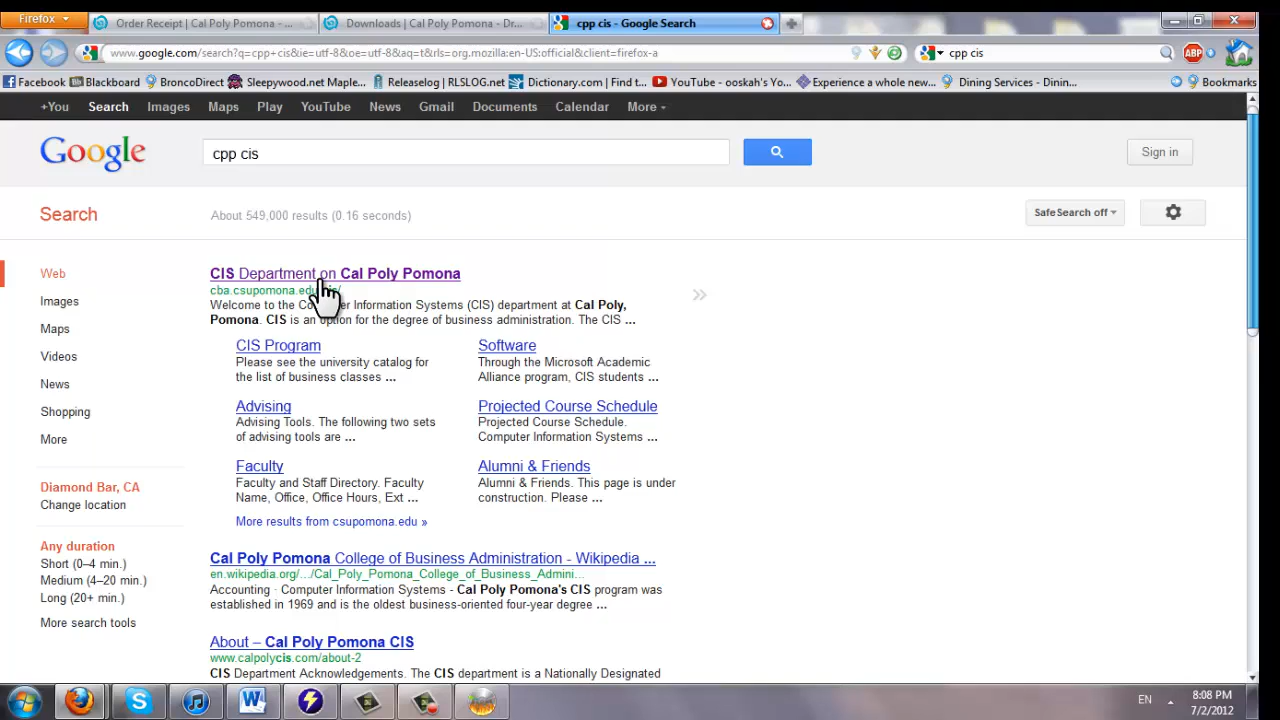 Firefox
Order Receipt | Cal Poly Pomona - ...
Downloads | Cal Poly Pomona - Dr...
cpp cis - Google Search
www.google.com/search?q=cpp+cis&ie=utf-8&oe=utf-8&aq=t&rls=org.mozilla:en-US:official&client=firefox-a
cpp cis
ABP
Facebook
Blackboard
BroncoDirect
Sleepywood.net Maple...
Releaselog | RLSLOG.net
Dictionary.com | Find t...
YouTube - ooskah's Yo...
Experience a whole new...
Dining Services - Dinin...
Bookmarks
+You Search Images Maps Play YouTube News Gmail Documents Calendar More
Google
cpp cis
Sign in
Search
About 549,000 results (0.16 seconds)
SafeSearch off
Web
Images
Maps
Videos
News
Shopping
More
Diamond Bar, CA
Change location
Any duration
Short (0–4 min.)
Medium (4–20 min.)
Long (20+ min.)
More search tools
CIS Department on Cal Poly Pomona
cba.csupomona.edu
Welcome to the Computer Information Systems (CIS) department at Cal Poly,
Pomona. CIS is an option for the degree of business administration. The CIS ...
CIS Program
Please see the university catalog for
the list of business classes ...
Software
Through the Microsoft Academic
Alliance program, CIS students ...
Advising
Advising Tools. The following two sets
of advising tools are ...
Projected Course Schedule
Projected Course Schedule.
Computer Information Systems ...
Faculty
Faculty and Staff Directory. Faculty
Name, Office, Office Hours, Ext ...
Alumni & Friends
Alumni & Friends. This page is under
construction. Please ...
More results from csupomona.edu »
Cal Poly Pomona College of Business Administration - Wikipedia ...
en.wikipedia.org/.../Cal_Poly_Pomona_College_of_Business_Admini...
Accounting · Computer Information Systems - Cal Poly Pomona's CIS program was
established in 1969 and is the oldest business-oriented four-year degree ...
About – Cal Poly Pomona CIS
www.calpolycis.com/about-2
CIS Department Acknowledgements. The CIS department is a Nationally Designated
EN
8:08 PM
7/2/2012